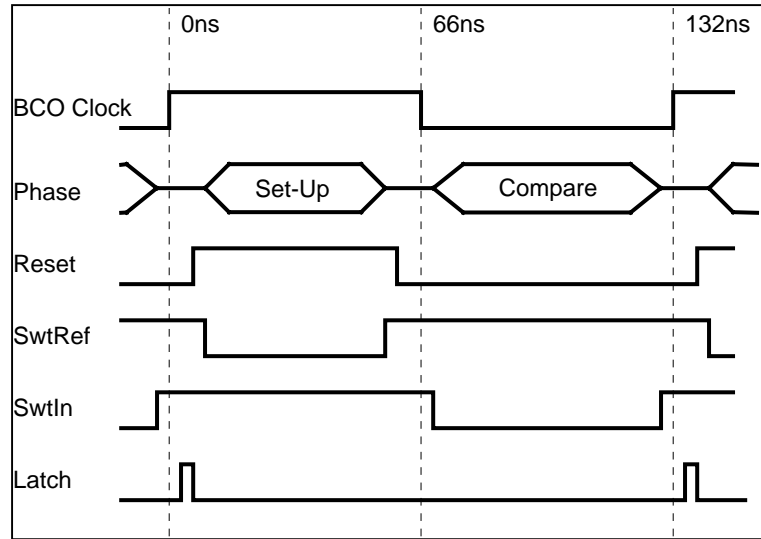 0ns 66ns 132ns
BCO Clock
Phase Set-Up Compare
Reset
SwtRef
SwtIn
Latch